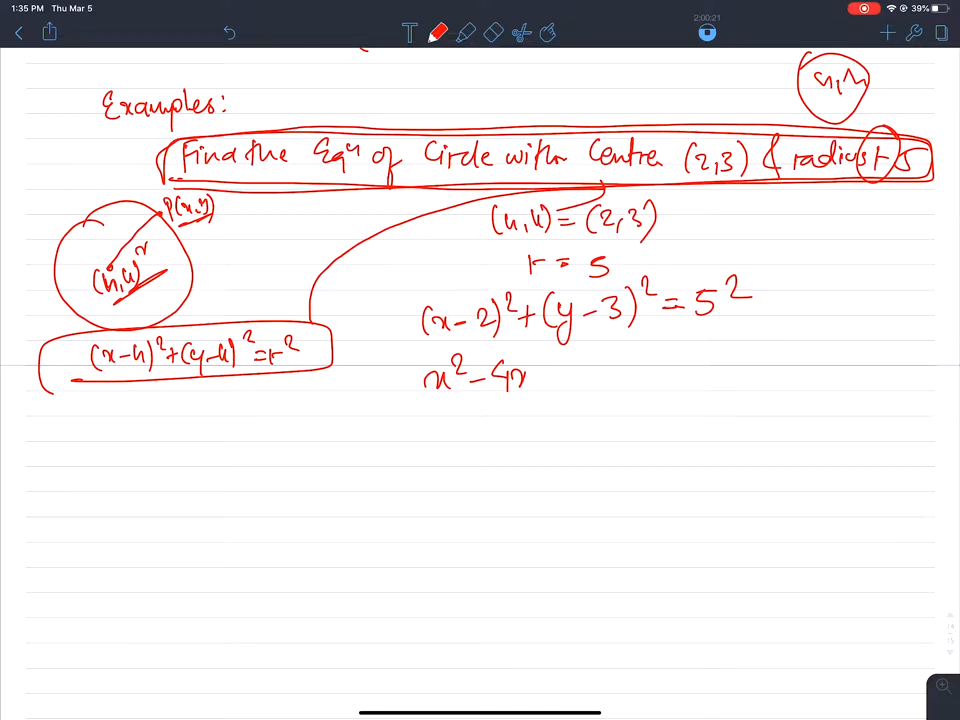 1:35 PM Thu Mar 5
39%
2:00:21
T
Examples:
Find the Eqⁿ of Circle with Centre (2,3) & radius r 5
P(x,y)
(h,k) = (2,3)
r
(h,k)
r = 5
(x-2)² + (y-3)² = 5²
(x-h)² + (y-k)² = r²
x² - 4x